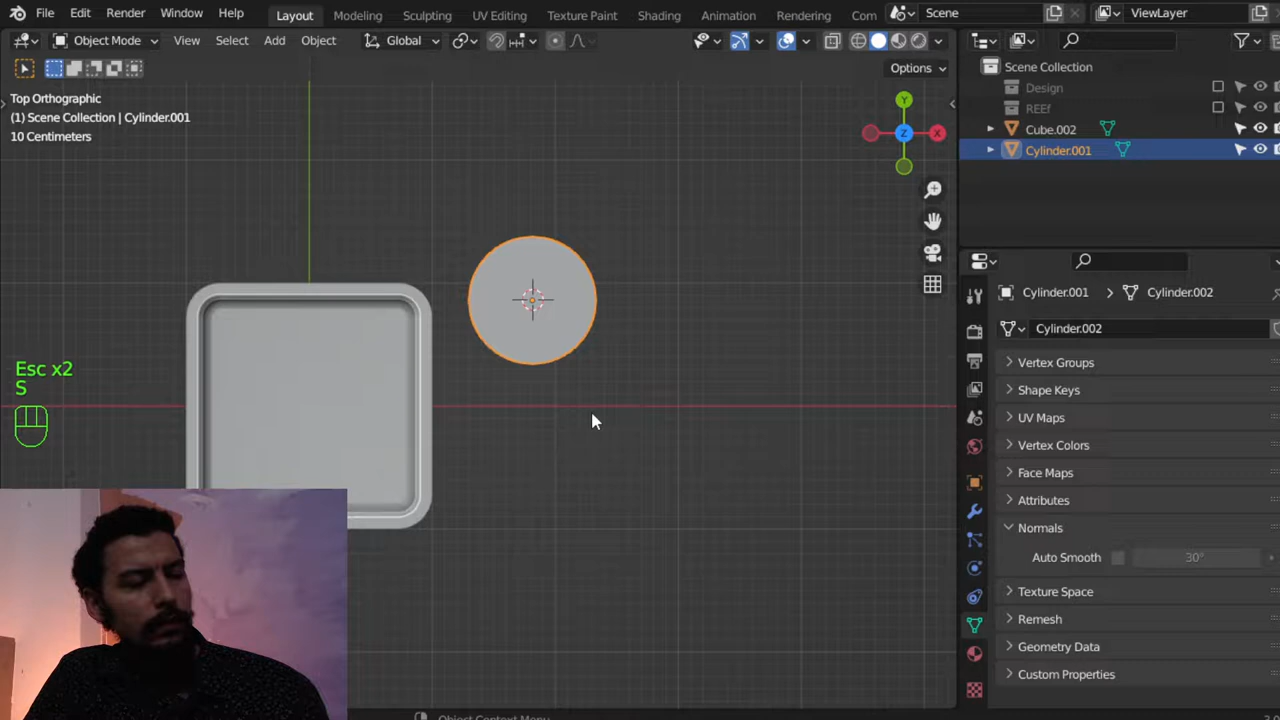 File Edit Render Window Help Layout Modeling Sculpting UV Editing Texture Paint Shading Animation Rendering Com Scene ViewLayer
Object Mode View Select Add Object Global
Options
Top Orthographic
(1) Scene Collection | Cylinder.001
10 Centimeters
Y
Z
X
Esc x2
S
Scene Collection
Design
REEf
Cube.002
Cylinder.001
Cylinder.001 > Cylinder.002
Cylinder.002
Vertex Groups
Shape Keys
UV Maps
Vertex Colors
Face Maps
Attributes
Normals
Auto Smooth 30°
Texture Space
Remesh
Geometry Data
Custom Properties
Object Context Menu